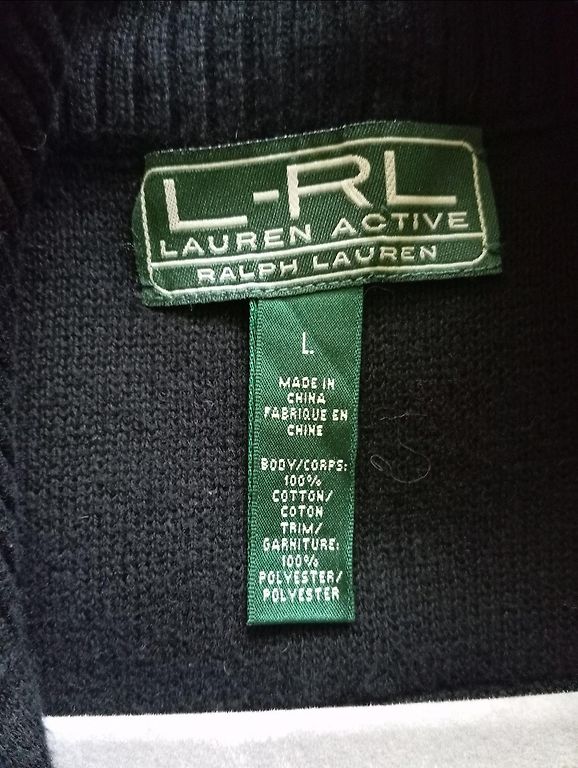 L-RL
LAUREN ACTIVE
RALPH LAUREN
L
MADE IN
CHINA
FABRIQUE EN
CHINE
BODY/CORPS:
100%
COTTON/
COTON
TRIM/
GARNITURE:
100%
POLYESTER/
POLYESTER